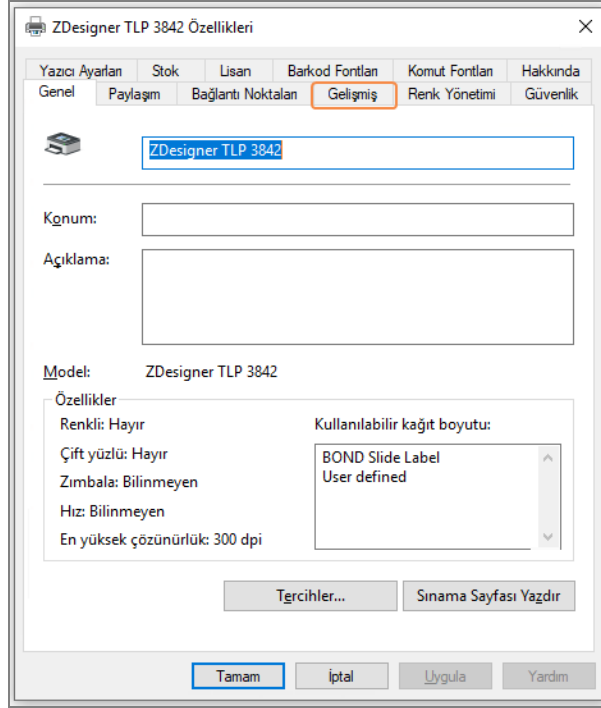 ZDesigner TLP 3842 Özellikleri
Yazıcı Ayarları Stok Lisan Barkod Fontları Komut Fontları Hakkında
Genel Paylaşım Bağlantı Noktaları Gelişmiş Renk Yönetimi Güvenlik
ZDesigner TLP 3842
Konum:
Açıklama:
Model: ZDesigner TLP 3842
Özellikler
Renkli: Hayır
Çift yüzlü: Hayır
Zımbala: Bilinmeyen
Hız: Bilinmeyen
En yüksek çözünürlük: 300 dpi
Kullanılabilir kağıt boyutu:
BOND Slide Label
User defined
Tercihler... Sınama Sayfası Yazdır
Tamam İptal Uygula Yardım